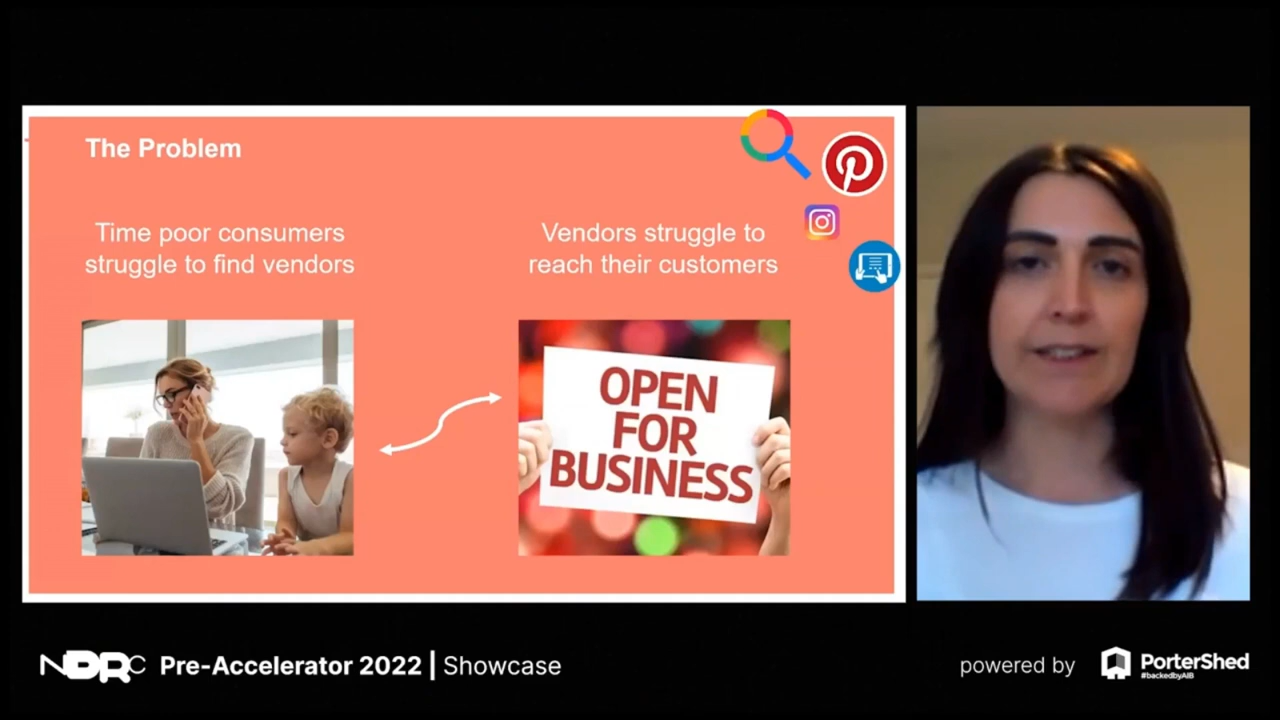 The Problem
Time poor consumers
struggle to find vendors
Vendors struggle to
reach their customers
OPEN
FOR
BUSINESS
NDRC Pre-Accelerator 2022 | Showcase
powered by PorterShed
#backedbyAIB